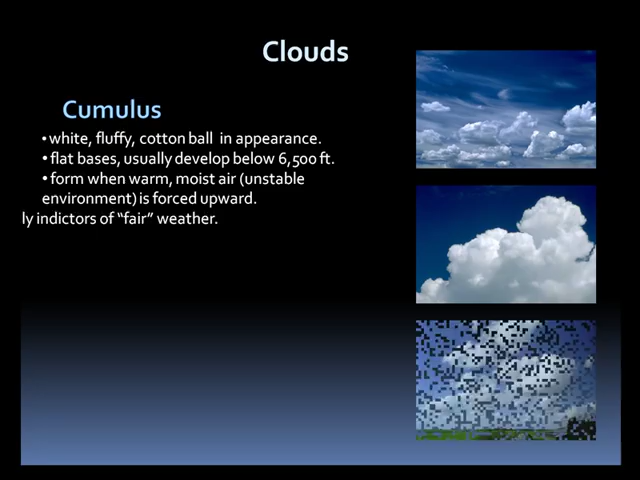 Clouds
Cumulus
• white, fluffy, cotton ball in appearance.
• flat bases, usually develop below 6,500 ft.
• form when warm, moist air (unstable
environment) is forced upward.
ly indictors of “fair” weather.